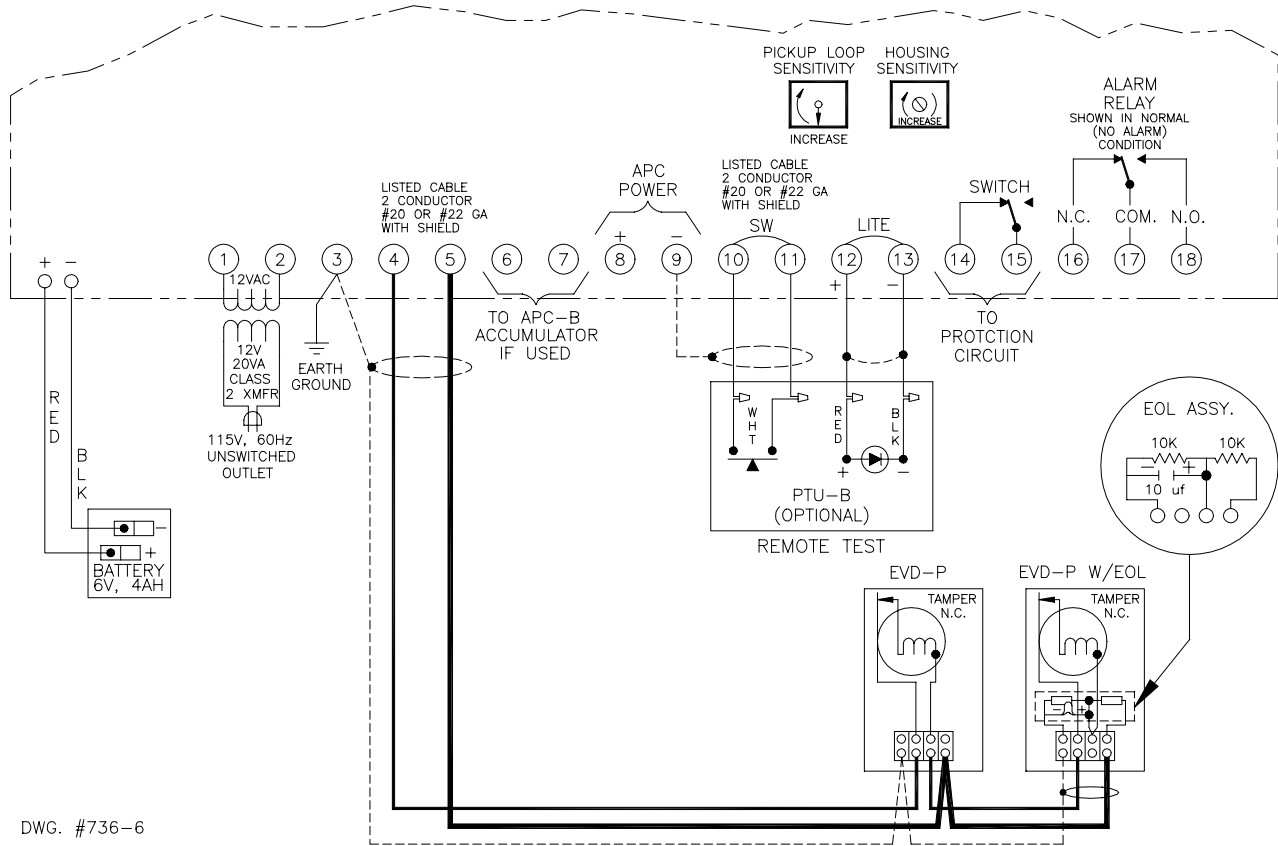 PICKUP LOOP
SENSITIVITY
INCREASE
HOUSING
SENSITIVITY
INCREASE
ALARM
RELAY
SHOWN IN NORMAL
(NO ALARM)
CONDITION
LISTED CABLE
2 CONDUCTOR
#20 OR #22 GA
WITH SHIELD
APC
POWER
LISTED CABLE
2 CONDUCTOR
#20 OR #22 GA
WITH SHIELD
SW
LITE
SWITCH
N.C. COM. N.O.
+ −
1 2 3 4 5 6 7 8 9 10 11 12 13 14 15 16 17 18
+ −
+ −
12VAC
12V
20VA
CLASS
2 XMFR
115V, 60Hz
UNSWITCHED
OUTLET
EARTH
GROUND
TO APC-B
ACCUMULATOR
IF USED
TO
PROTCTION
CIRCUIT
RED
BLK
−
+
BATTERY
6V, 4AH
WHT
RED
BLK
+ −
PTU-B
(OPTIONAL)
REMOTE TEST
EOL ASSY.
10K 10K
− +
10 uf
EVD-P
TAMPER
N.C.
EVD-P W/EOL
TAMPER
N.C.
− +
DWG. #736-6